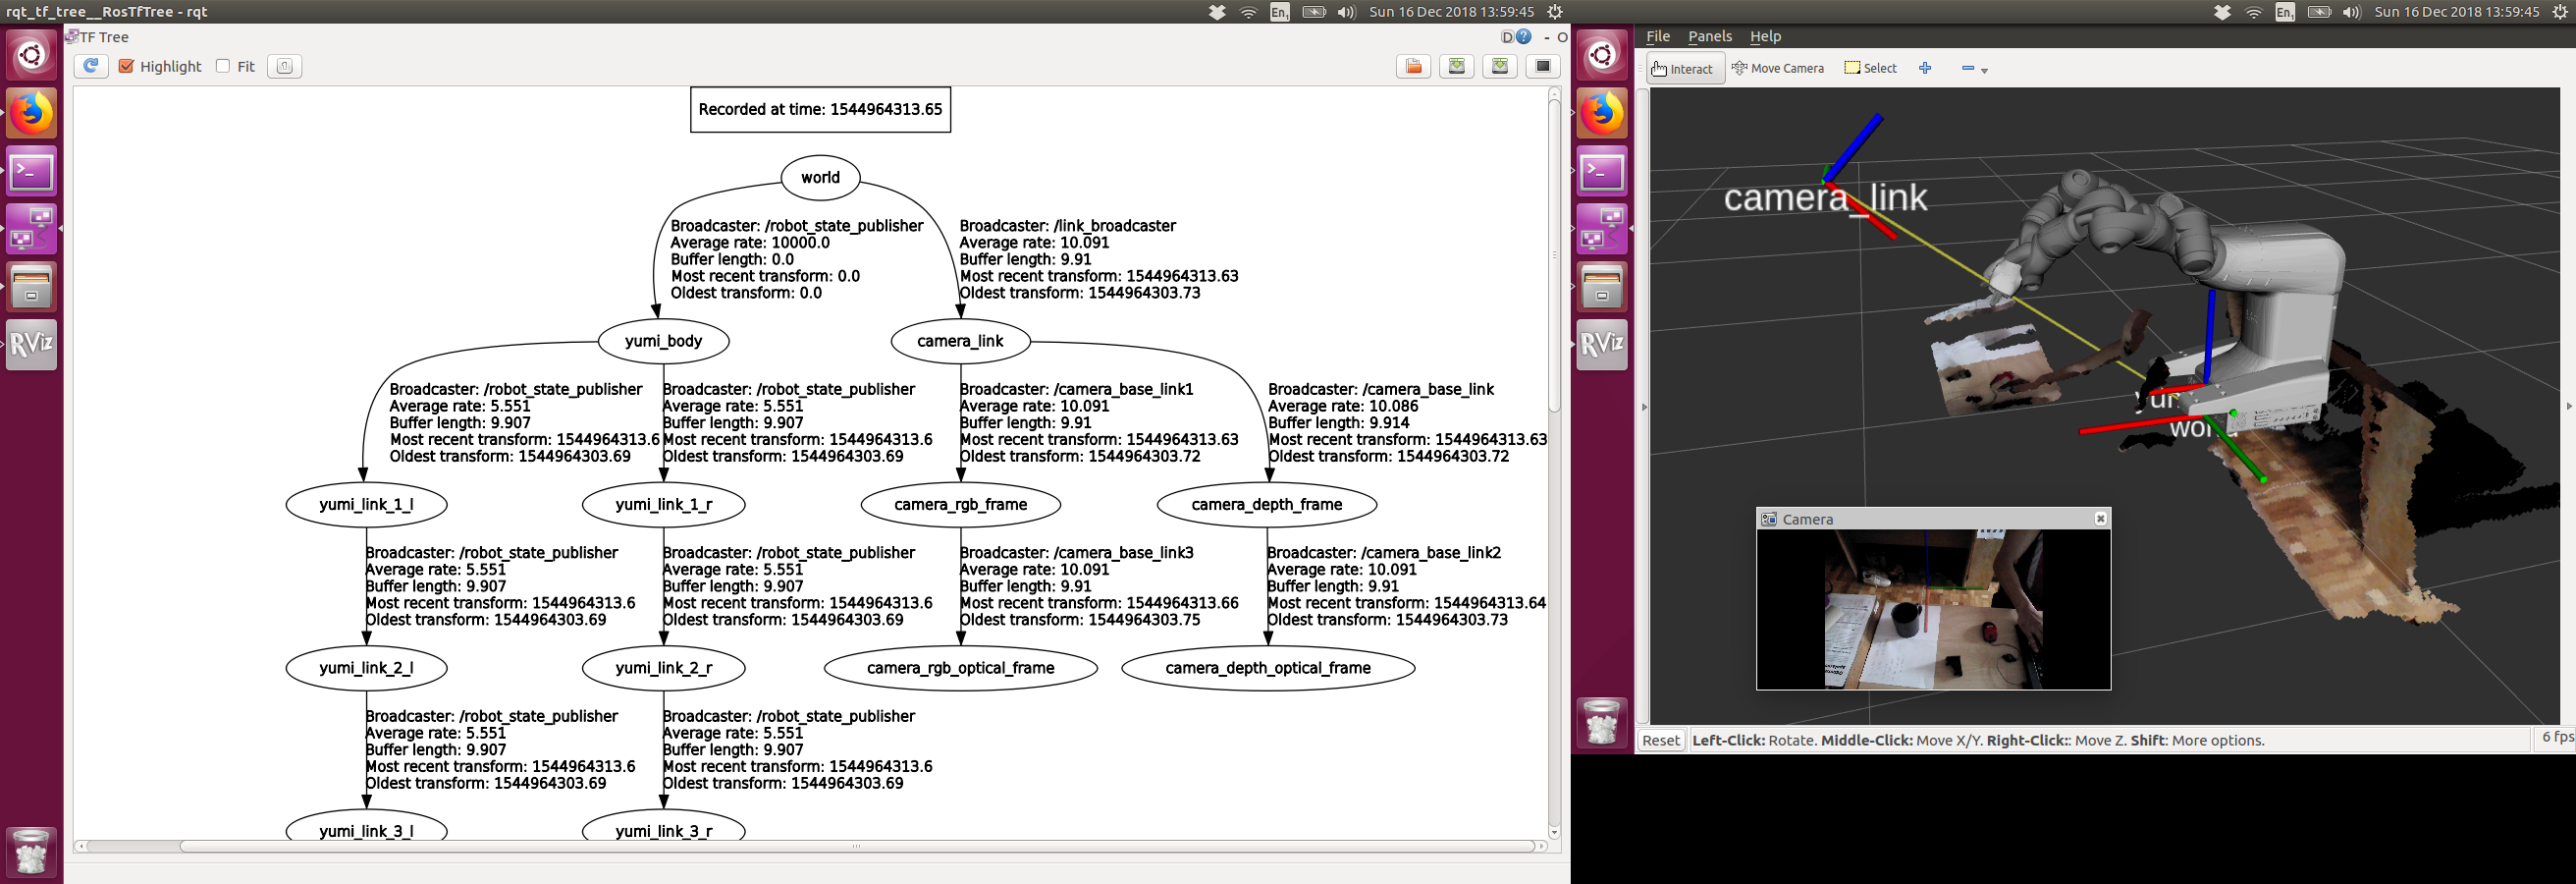 rqt_tf_tree__RosTfTree - rqt
En1
Sun 16 Dec 2018 13:59:45
TF Tree
D
- O
Highlight
Fit
Recorded at time: 1544964313.65
world
Broadcaster: /robot_state_publisher
Average rate: 10000.0
Buffer length: 0.0
Most recent transform: 0.0
Oldest transform: 0.0
Broadcaster: /link_broadcaster
Average rate: 10.091
Buffer length: 9.91
Most recent transform: 1544964313.63
Oldest transform: 1544964303.73
yumi_body
camera_link
Broadcaster: /robot_state_publisher
Average rate: 5.551
Buffer length: 9.907
Most recent transform: 1544964313.6
Oldest transform: 1544964303.69
Broadcaster: /robot_state_publisher
Average rate: 5.551
Buffer length: 9.907
Most recent transform: 1544964313.6
Oldest transform: 1544964303.69
Broadcaster: /camera_base_link1
Average rate: 10.091
Buffer length: 9.91
Most recent transform: 1544964313.63
Oldest transform: 1544964303.72
Broadcaster: /camera_base_link
Average rate: 10.086
Buffer length: 9.914
Most recent transform: 1544964313.63
Oldest transform: 1544964303.72
yumi_link_1_l
yumi_link_1_r
camera_rgb_frame
camera_depth_frame
Broadcaster: /robot_state_publisher
Average rate: 5.551
Buffer length: 9.907
Most recent transform: 1544964313.6
Oldest transform: 1544964303.69
Broadcaster: /robot_state_publisher
Average rate: 5.551
Buffer length: 9.907
Most recent transform: 1544964313.6
Oldest transform: 1544964303.69
Broadcaster: /camera_base_link3
Average rate: 10.091
Buffer length: 9.91
Most recent transform: 1544964313.66
Oldest transform: 1544964303.75
Broadcaster: /camera_base_link2
Average rate: 10.091
Buffer length: 9.91
Most recent transform: 1544964313.64
Oldest transform: 1544964303.73
yumi_link_2_l
yumi_link_2_r
camera_rgb_optical_frame
camera_depth_optical_frame
Broadcaster: /robot_state_publisher
Average rate: 5.551
Buffer length: 9.907
Most recent transform: 1544964313.6
Oldest transform: 1544964303.69
Broadcaster: /robot_state_publisher
Average rate: 5.551
Buffer length: 9.907
Most recent transform: 1544964313.6
Oldest transform: 1544964303.69
yumi_link_3_l
yumi_link_3_r
RViz
En1
Sun 16 Dec 2018 13:59:45
File Panels Help
Interact
Move Camera
Select
camera_link
world
Camera
RViz
Reset
Left-Click: Rotate. Middle-Click: Move X/Y. Right-Click:: Move Z. Shift: More options.
6 fps